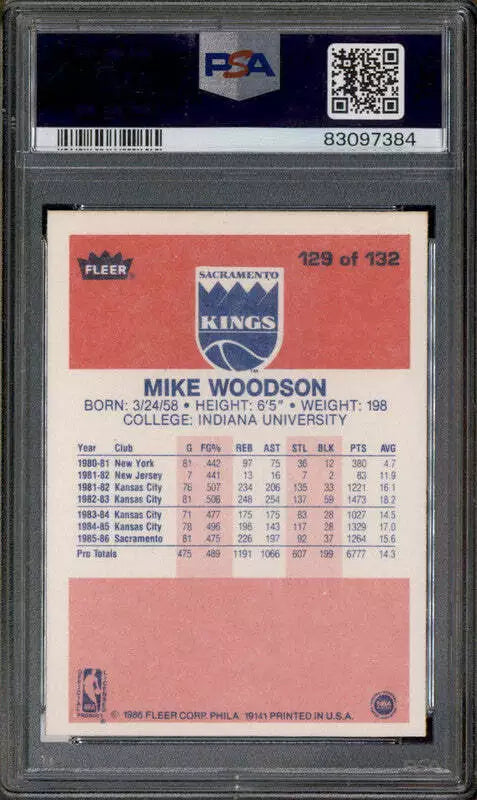 PSA
83097384
FLEER
129 of 132
SACRAMENTO
KINGS
TM
MIKE WOODSON
BORN: 3/24/58 • HEIGHT: 6'5" • WEIGHT: 198
COLLEGE: INDIANA UNIVERSITY
Year Club G FG% REB AST STL BLK PTS AVG
1980-81 New York 81 442 97 75 36 12 380 4.7
1981-82 New Jersey 7 441 13 16 7 2 63 11.9
1981-82 Kansas City 76 507 234 206 135 33 1221 16.1
1982-83 Kansas City 81 506 248 254 137 59 1473 18.2
1983-84 Kansas City 71 477 175 175 83 28 1027 14.5
1984-85 Kansas City 78 496 198 143 117 28 1329 17.0
1985-86 Sacramento 81 475 226 197 92 37 1264 15.6
Pro Totals 475 489 1191 1066 607 199 6777 14.3
NBA
© 1986 FLEER CORP. PHILA. 19141 PRINTED IN U.S.A.